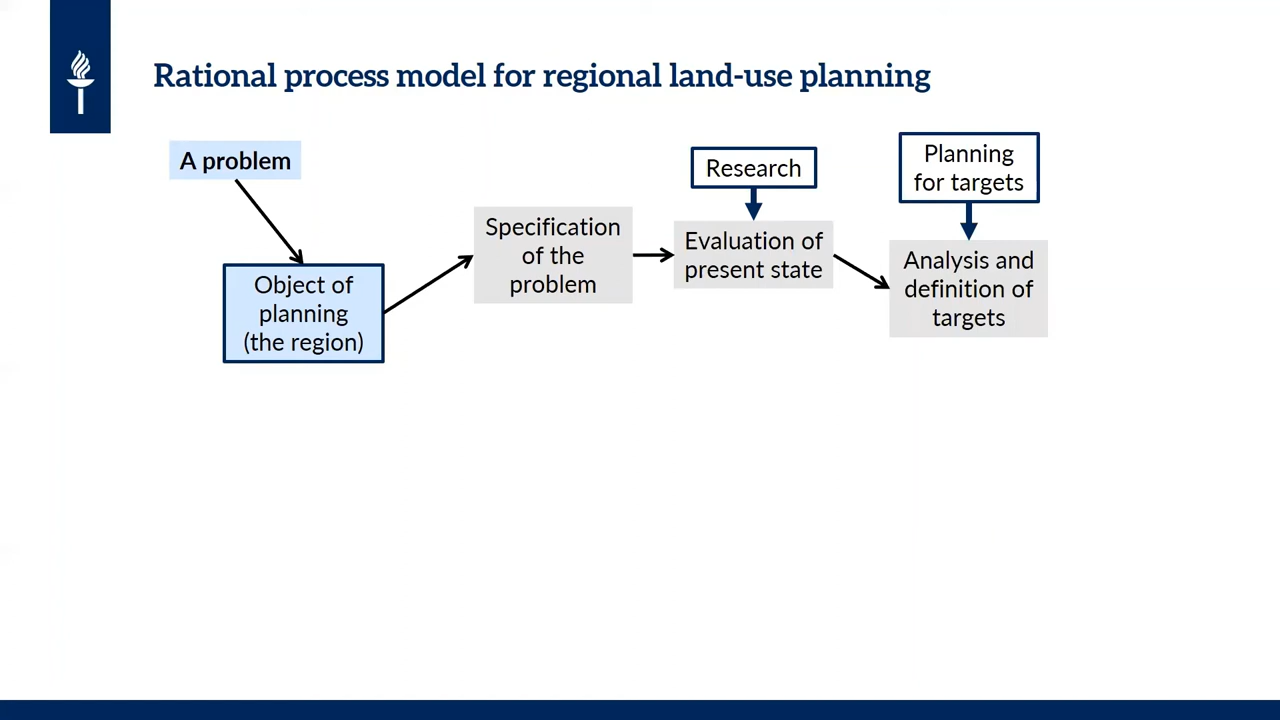 Rational process model for regional land-use planning
A problem
Object of
planning
(the region)
Specification
of the
problem
Research
Evaluation of
present state
Planning
for targets
Analysis and
definition of
targets